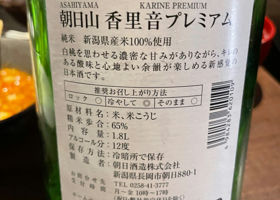 ASAHIYAMA KARINE PREMIUM
朝日山 香里音プレミアム
純米 新潟県産米100%使用
白桃を思わせる濃密な甘みがありながら、キレの
ある酸味と心地よい余韻が楽しめる新感覚の
日本酒です。
推奨お召し上がり方
ロック ○ 冷やして ◎ そのまま ○
原材料名：米、米こうじ
精米歩合：65%
内容量：1.8L
アルコール分：12度
保存方法：冷暗所で保存
製造者：朝日酒造株式会社
新潟県長岡市朝日880-1
TEL 0258-41-3777
月～金 10時～17時